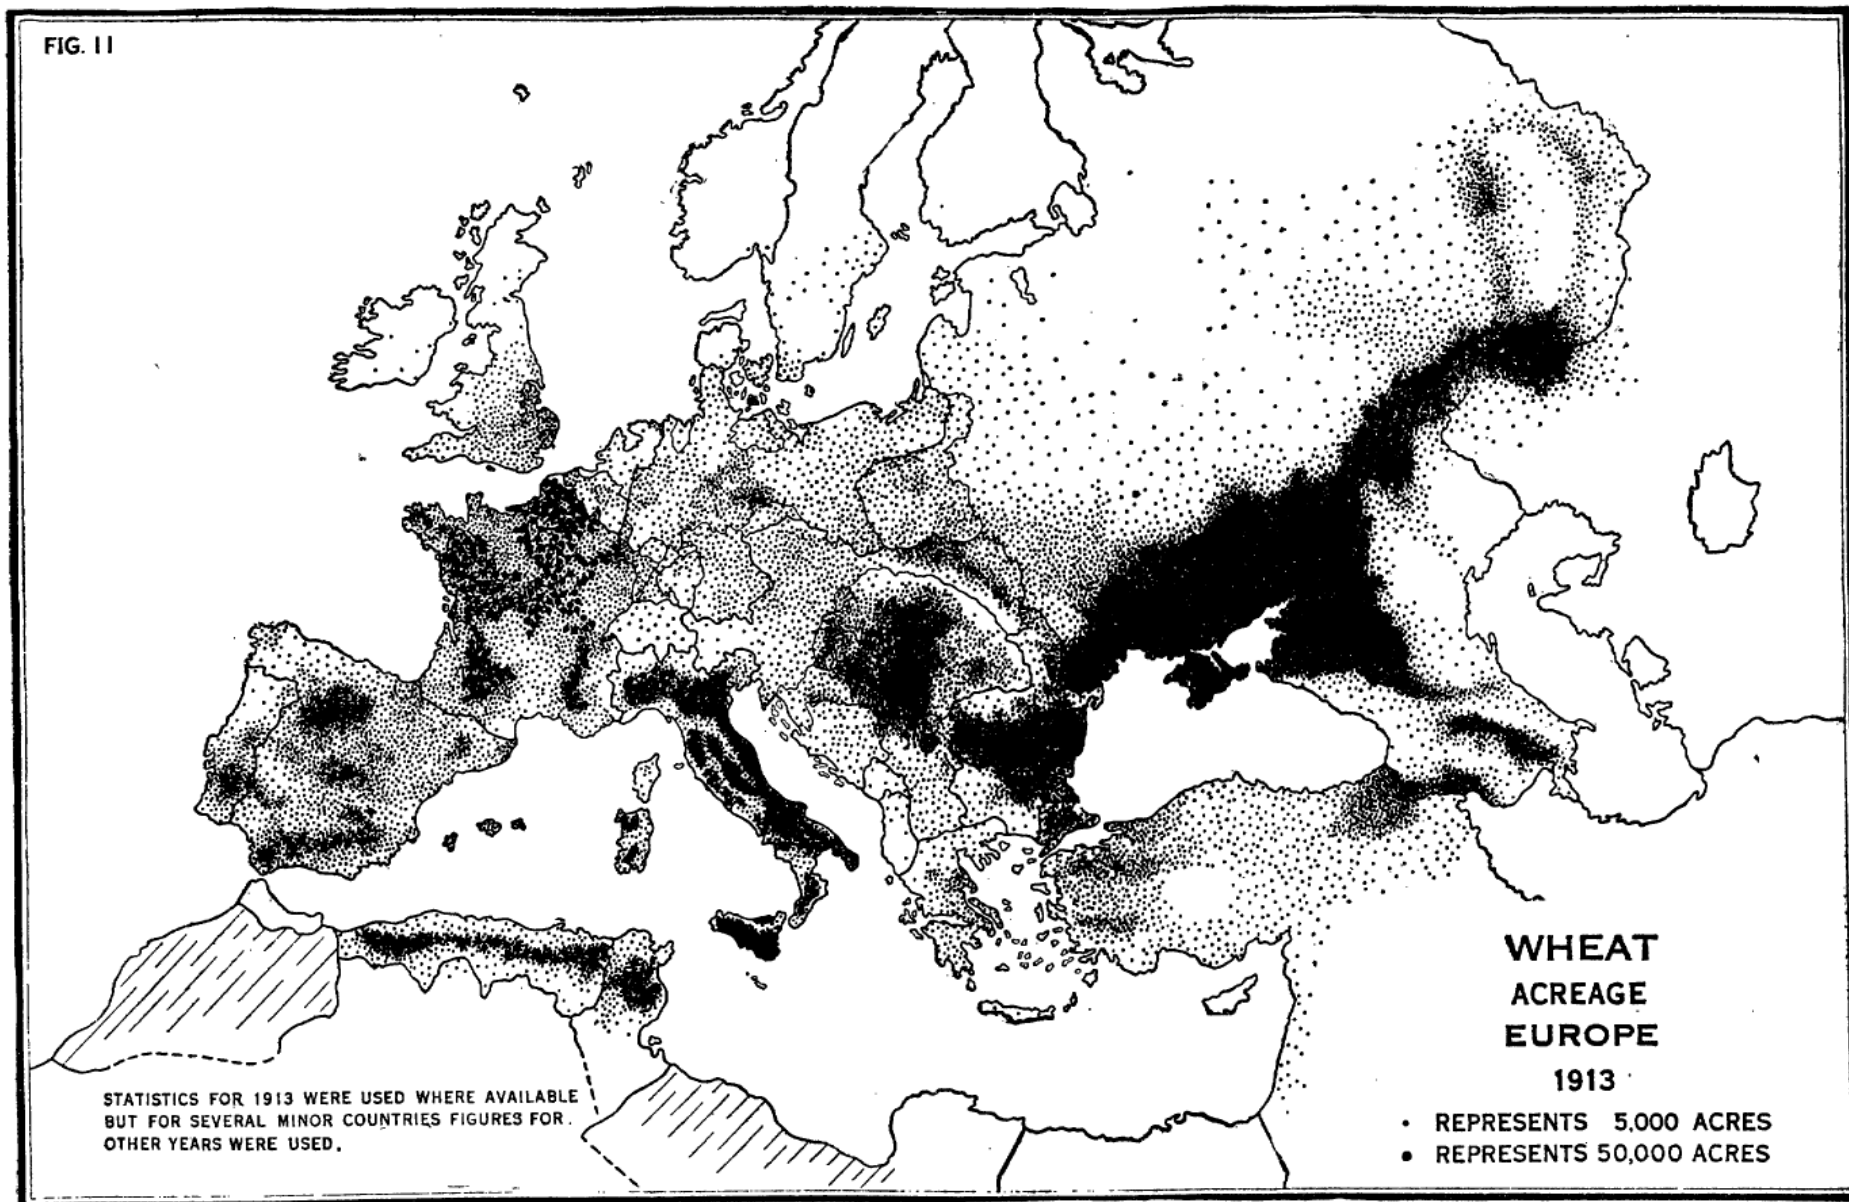 FIG. 11
WHEAT
ACREAGE
EUROPE
1913
• REPRESENTS 5,000 ACRES
● REPRESENTS 50,000 ACRES
STATISTICS FOR 1913 WERE USED WHERE AVAILABLE
BUT FOR SEVERAL MINOR COUNTRIES FIGURES FOR
OTHER YEARS WERE USED.